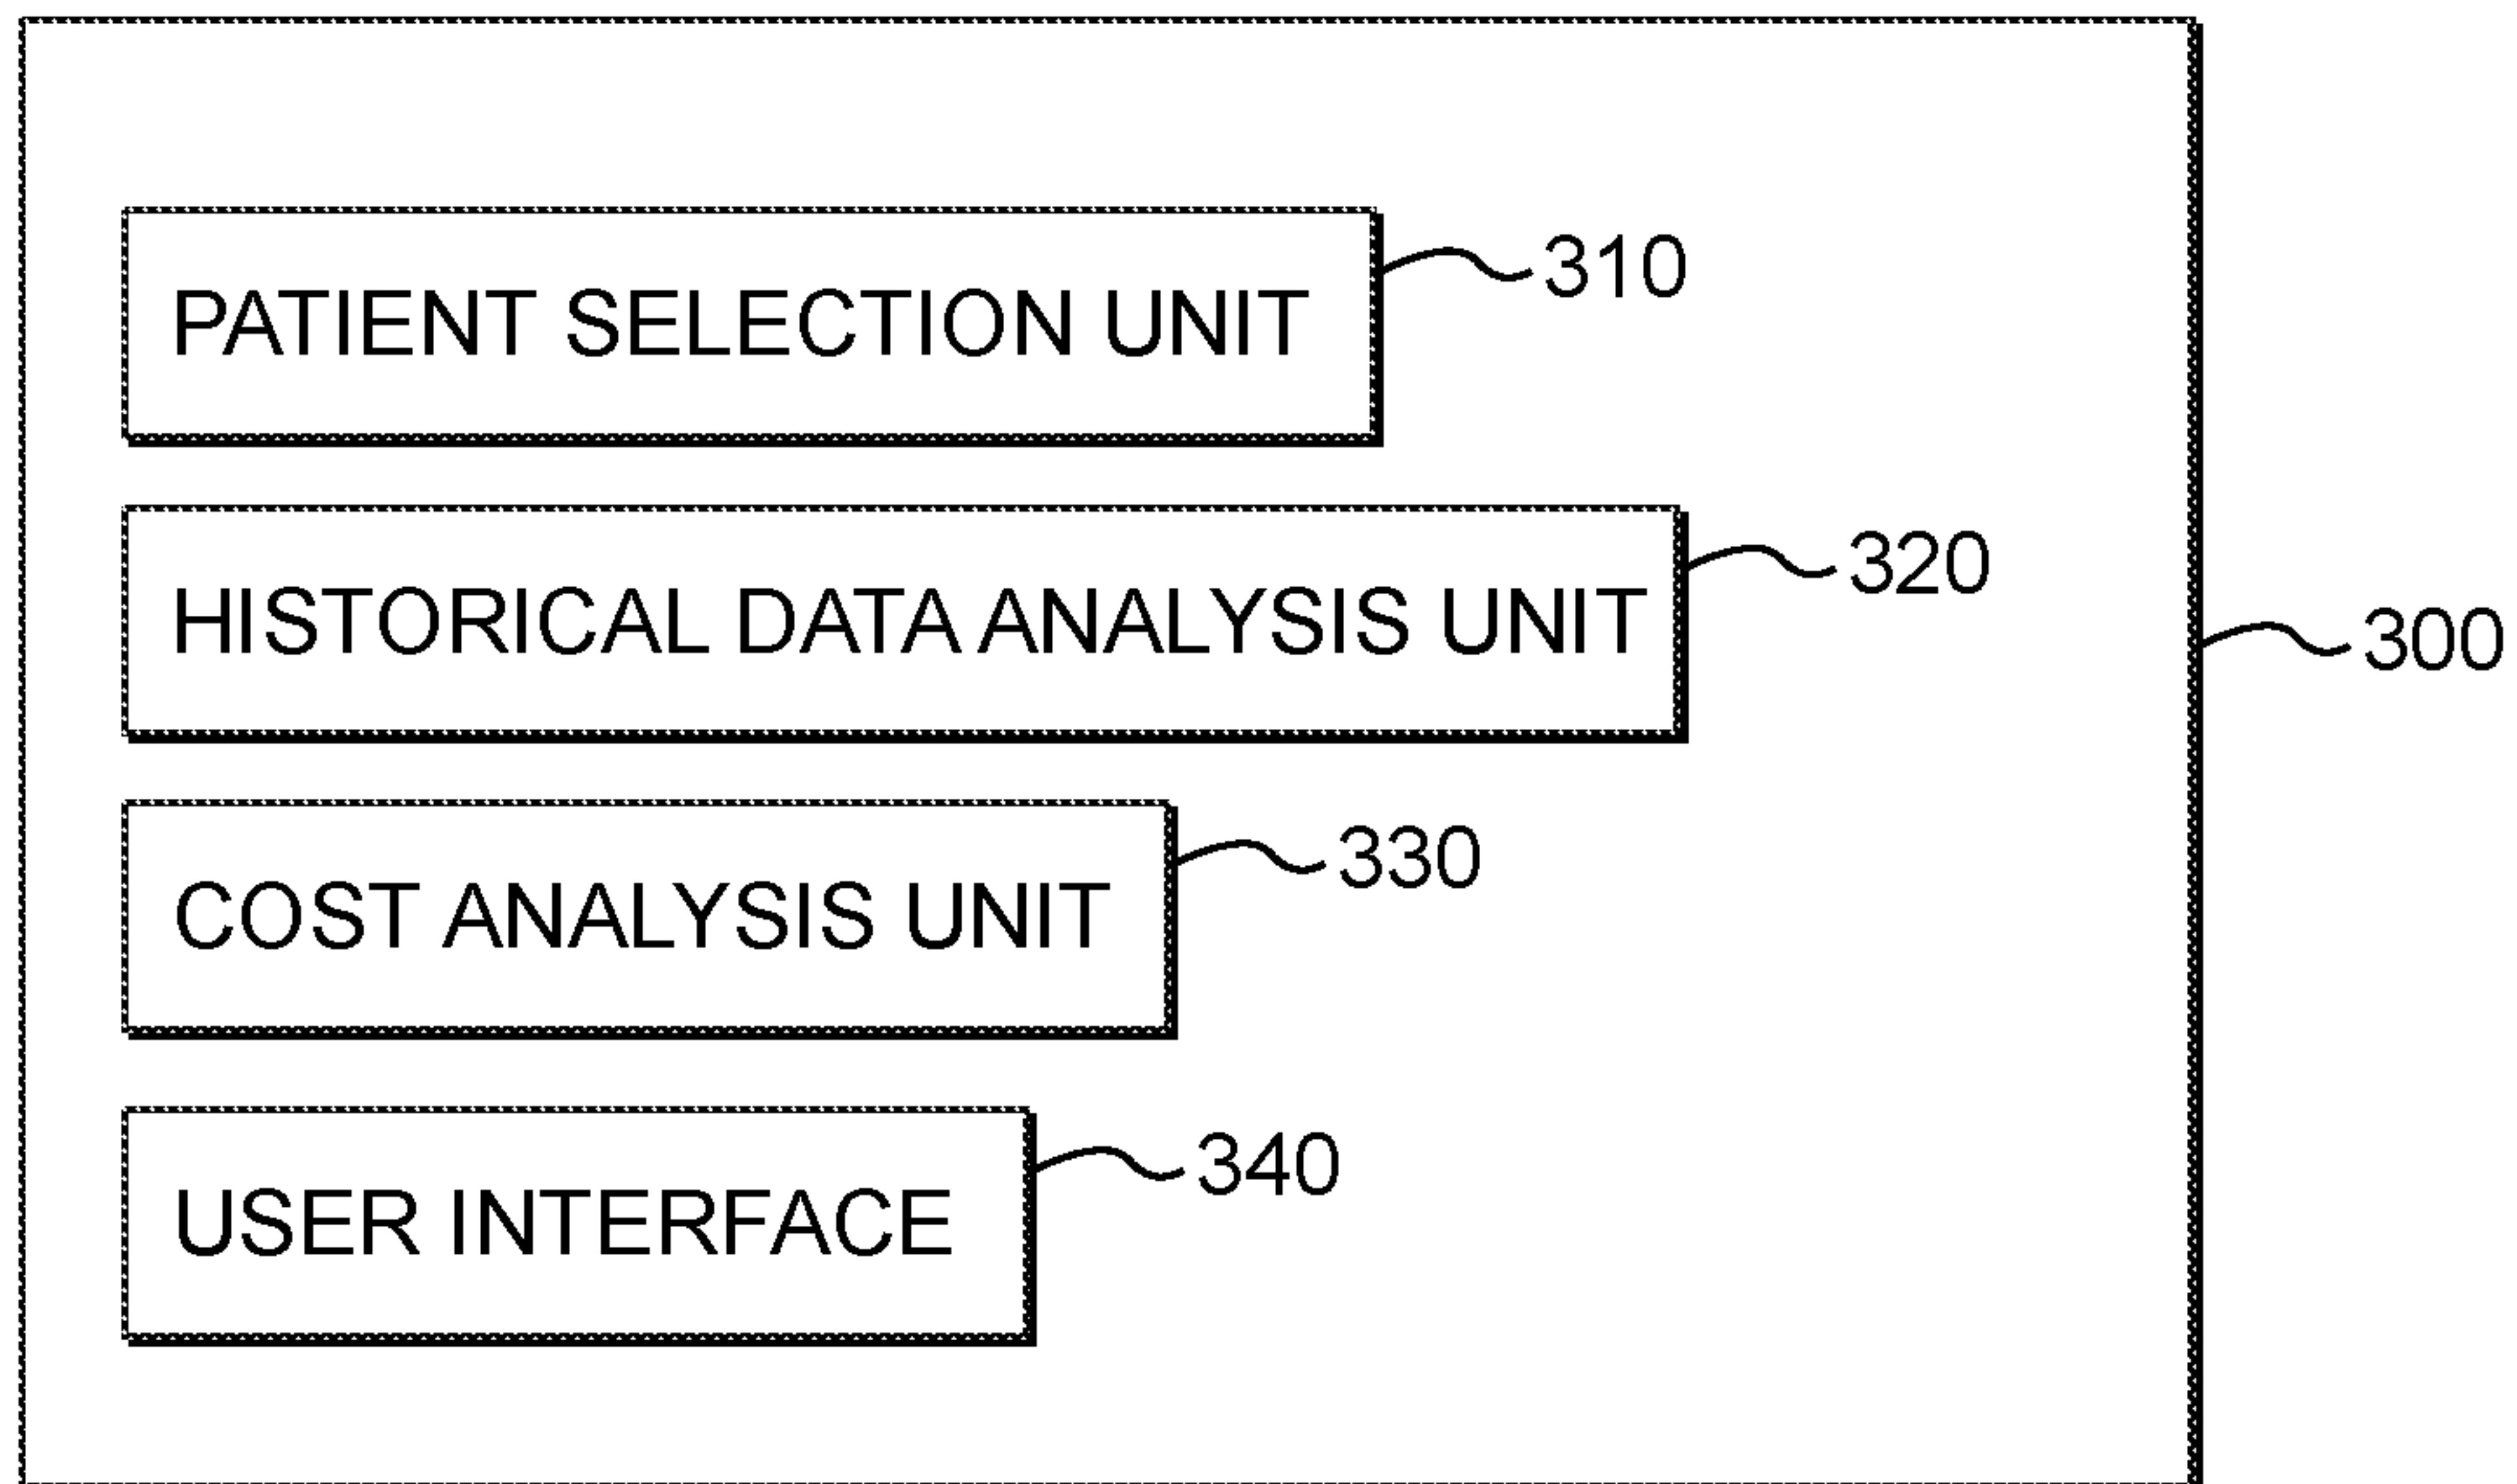 PATIENT SELECTION UNIT
310
HISTORICAL DATA ANALYSIS UNIT
320
300
COST ANALYSIS UNIT
330
USER INTERFACE
340